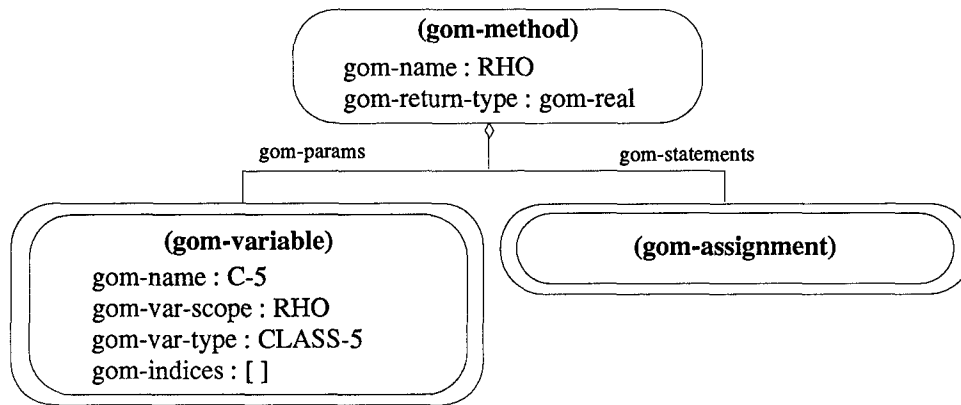 (gom-method)
gom-name : RHO
gom-return-type : gom-real
gom-params
gom-statements
(gom-variable)
gom-name : C-5
gom-var-scope : RHO
gom-var-type : CLASS-5
gom-indices : [ ]
(gom-assignment)